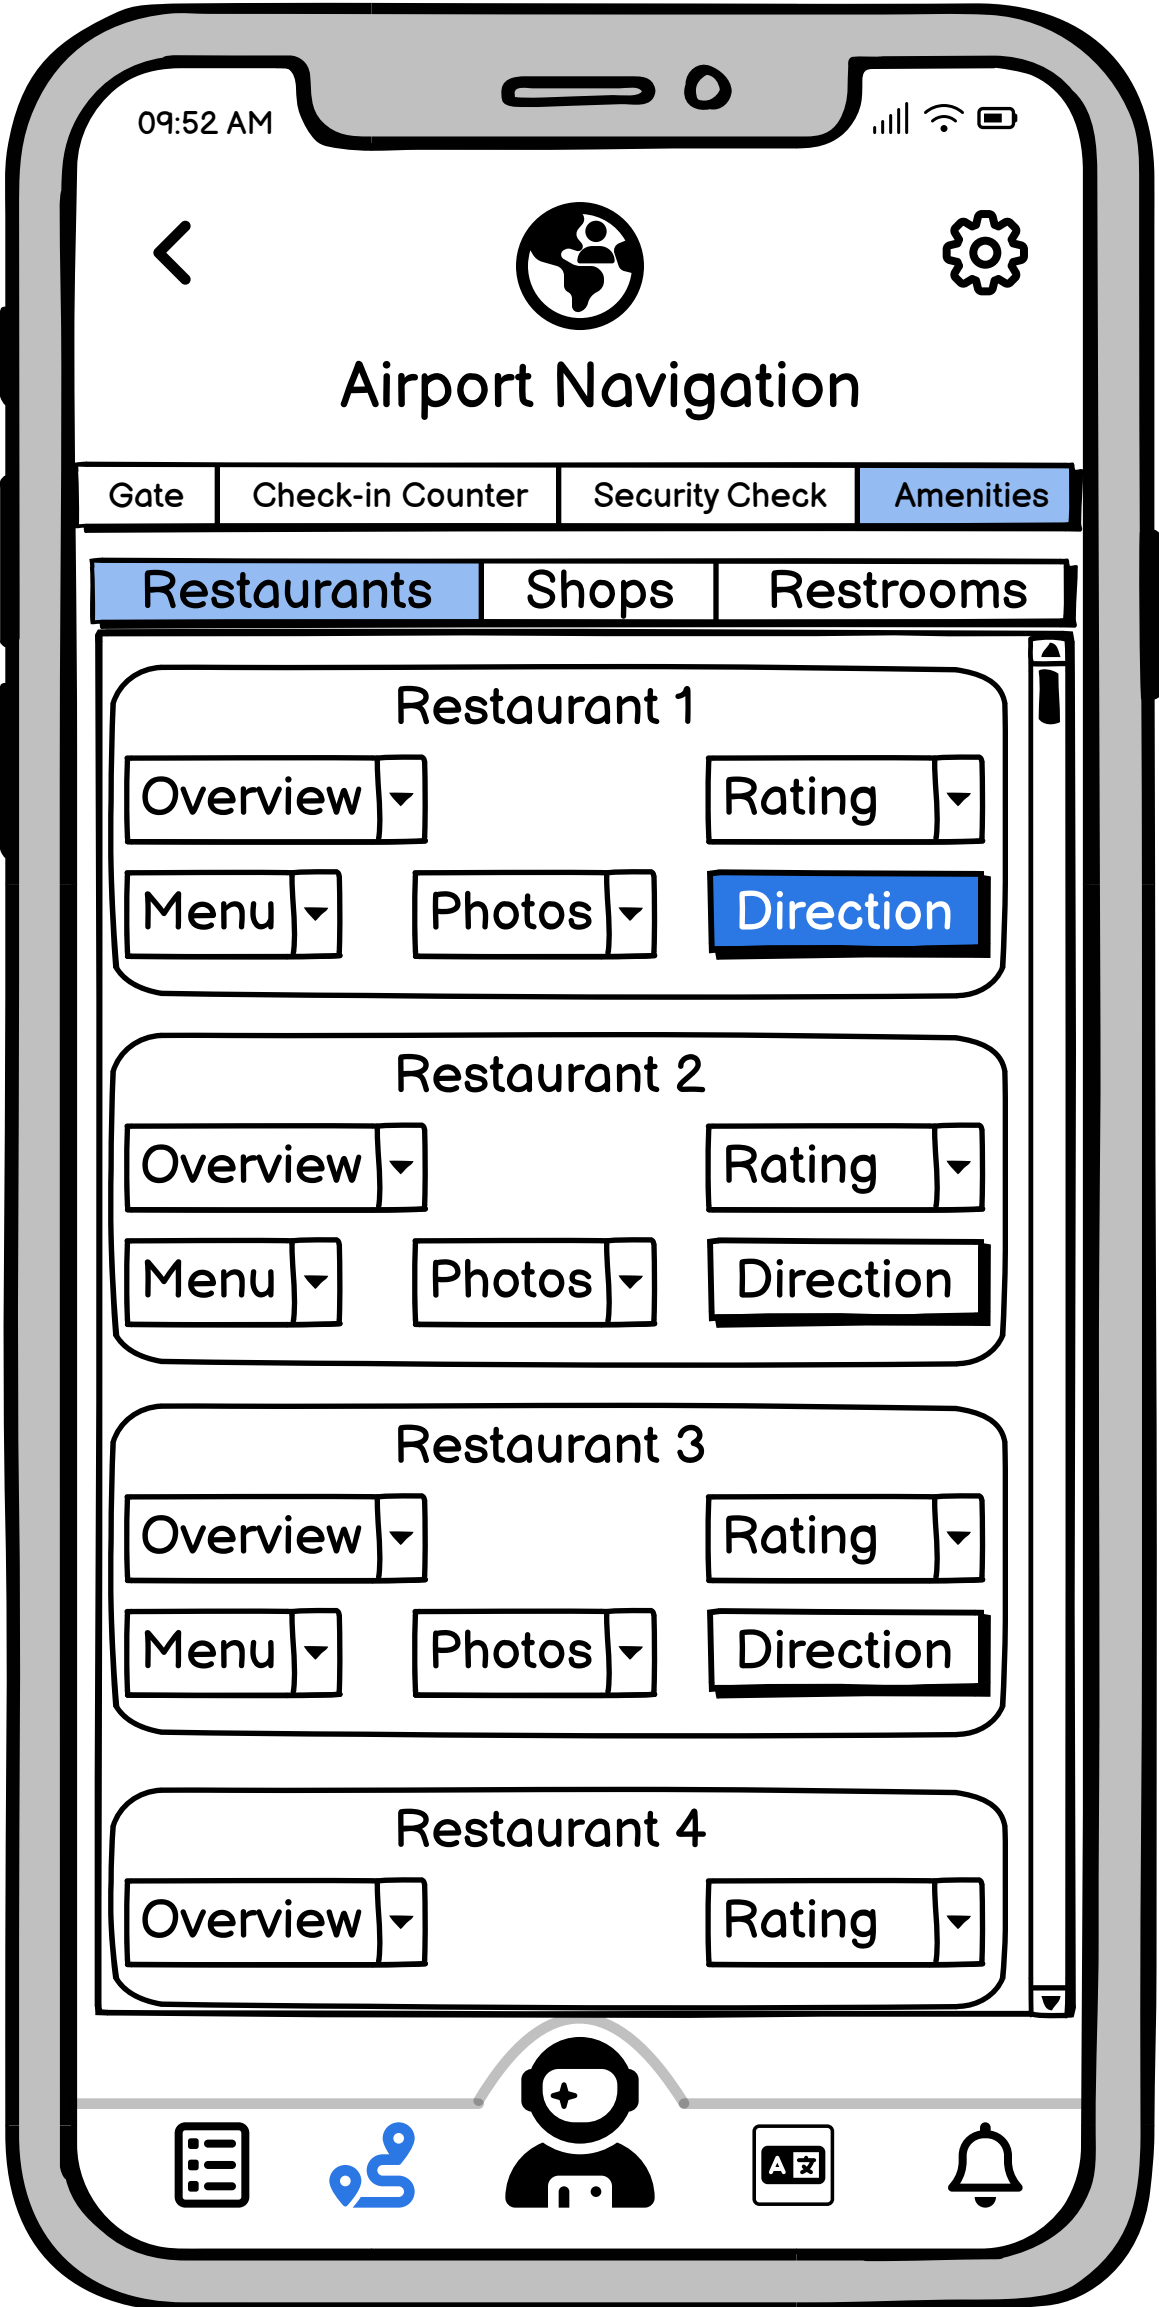 09:52 AM
Airport Navigation
Gate Check-in Counter Security Check Amenities
Restaurants Shops Restrooms
Restaurant 1
Overview Rating
Menu Photos Direction
Restaurant 2
Overview Rating
Menu Photos Direction
Restaurant 3
Overview Rating
Menu Photos Direction
Restaurant 4
Overview Rating
A 文